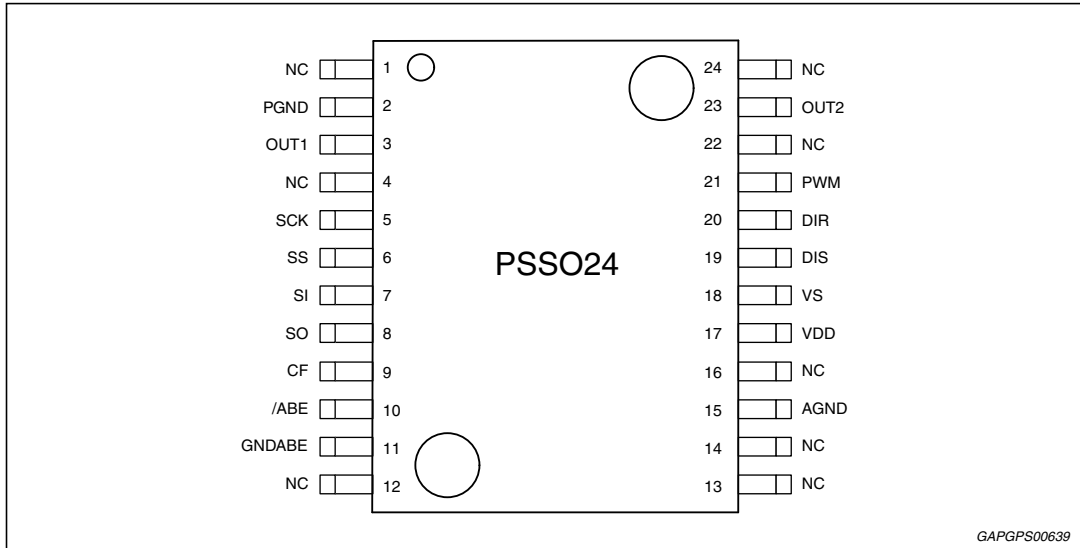 NC 1 24 NC
PGND 2 23 OUT2
OUT1 3 22 NC
NC 4 21 PWM
SCK 5 20 DIR
SS 6 19 DIS
PSSO24
SI 7 18 VS
SO 8 17 VDD
CF 9 16 NC
/ABE 10 15 AGND
GNDABE 11 14 NC
NC 12 13 NC
GAPGPS00639